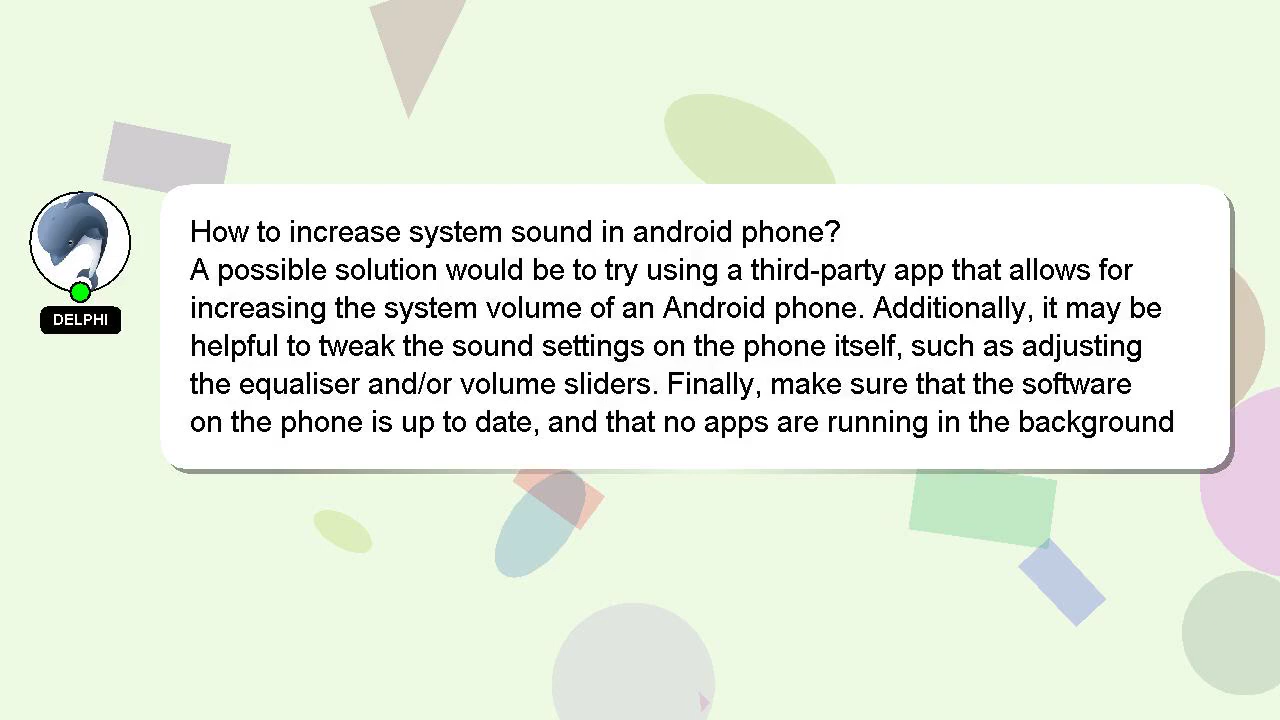 DELPHI
How to increase system sound in android phone?
A possible solution would be to try using a third-party app that allows for
increasing the system volume of an Android phone. Additionally, it may be
helpful to tweak the sound settings on the phone itself, such as adjusting
the equaliser and/or volume sliders. Finally, make sure that the software
on the phone is up to date, and that no apps are running in the background